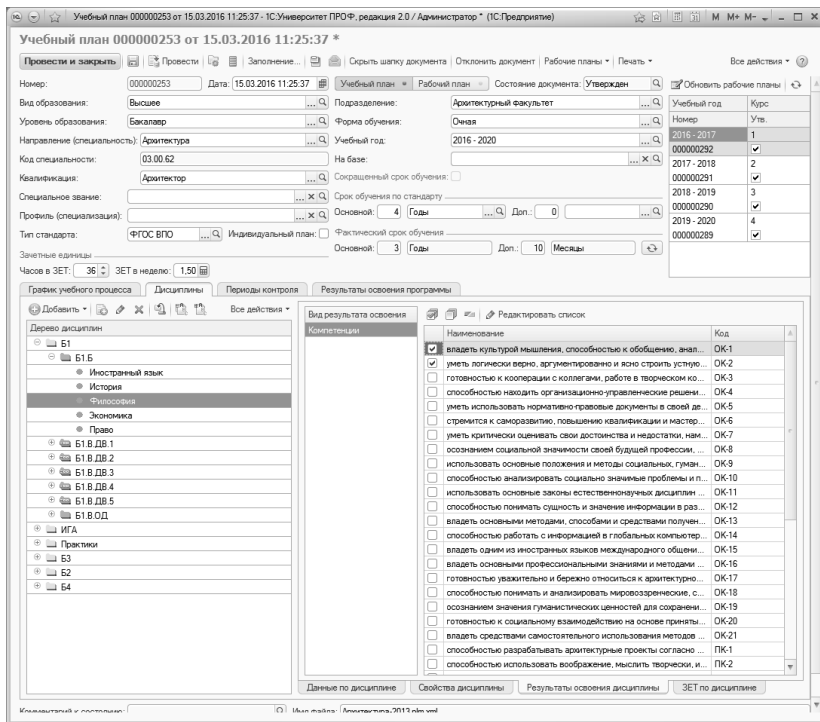 Учебный план 000000253 от 15.03.2016 11:25:37 - 1С:Университет ПРОФ, редакция 2.0 / Администратор * (1С:Предприятие)
M M+ M-
Учебный план 000000253 от 15.03.2016 11:25:37 *
Провести и закрыть Провести Заполнение... Скрыть шапку документа Отклонить документ Рабочие планы Печать Все действия
Номер: 000000253 Дата: 15.03.2016 11:25:37 Учебный план Рабочий план Состояние документа: Утвержден Обновить рабочие планы
Вид образования: Высшее Подразделение: Архитектурный факультет Учебный год Курс
Уровень образования: Бакалавр Форма обучения: Очная Номер Утв.
Направление (специальность): Архитектура Учебный год: 2016 - 2020 2016 - 2017 1
000000292
Код специальности: 03.00.62 На базе: 2017 - 2018 2
Квалификация: Архитектор Сокращенный срок обучения: 000000291
Специальное звание: Срок обучения по стандарту 2018 - 2019 3
000000290
Профиль (специализация): Основной: 4 Годы Доп.: 0 2019 - 2020 4
Тип стандарта: ФГОС ВПО Индивидуальный план: Фактический срок обучения 000000289
Зачетные единицы Основной: 3 Годы Доп.: 10 Месяцы
Часов в ЗЕТ: 36 ЗЕТ в неделю: 1,50
График учебного процесса Дисциплины Периоды контроля Результаты освоения программы
Добавить Все действия
Вид результата освоения Редактировать список
Дерево дисциплин
Компетенции Наименование Код
Б1 владеть культурой мышления, способностью к обобщению, анал... ОК-1
Б1.Б уметь логически верно, аргументированно и ясно строить устную... ОК-2
Иностранный язык готовностью к кооперации с коллегами, работе в творческом ко... ОК-3
История способностью находить организационно-управленческие решени... ОК-4
Философия уметь использовать нормативно-правовые документы в своей де... ОК-5
Экономика стремится к саморазвитию, повышению квалификации и мастер... ОК-6
Право уметь критически оценивать свои достоинства и недостатки, нам... ОК-7
Б1.В.ДВ.1 осознанием социальной значимости своей будущей профессии, ... ОК-8
Б1.В.ДВ.2 использовать основные положения и методы социальных, гуман... ОК-9
Б1.В.ДВ.3 способностью анализировать социально значимые проблемы и п... ОК-10
Б1.В.ДВ.4 использовать основные законы естественнонаучных дисциплин ... ОК-11
Б1.В.ДВ.5 способностью понимать сущность и значение информации в раз... ОК-12
Б1.В.ОД владеть основными методами, способами и средствами получен... ОК-13
ИГА способностью работать с информацией в глобальных компьютер... ОК-14
Практики владеть одним из иностранных языков международного общени... ОК-15
Б3 владеть основными профессиональными знаниями и методами ... ОК-16
Б2 готовностью уважительно и бережно относиться к архитектурно... ОК-17
Б4 способностью понимать и анализировать мировоззренческие, с... ОК-18
осознанием значения гуманистических ценностей для сохранени... ОК-19
готовностью к социальному взаимодействию на основе приняты... ОК-20
владеть средствами самостоятельного использования методов ... ОК-21
способностью разрабатывать архитектурные проекты согласно ... ПК-1
способностью использовать воображение, мыслить творчески, и... ПК-2
Данные по дисциплине Свойства дисциплины Результаты освоения дисциплины ЗЕТ по дисциплине
Комментарий к состоянию: Имя файла: Архитектура-2013.plm.xml